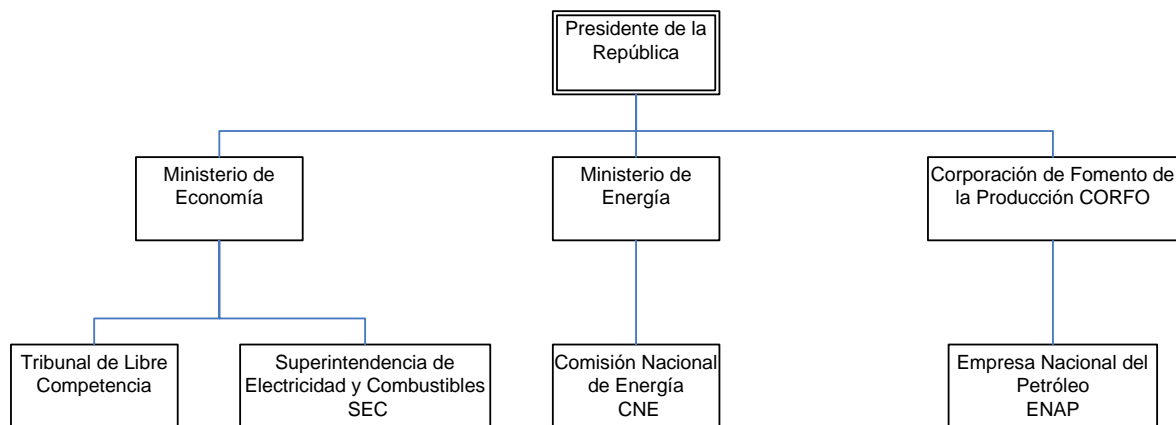 Presidente de la
República
Ministerio de
Economía
Ministerio de
Energía
Corporación de Fomento de
la Producción CORFO
Tribunal de Libre
Competencia
Superintendencia de
Electricidad y Combustibles
SEC
Comisión Nacional
de Energía
CNE
Empresa Nacional del
Petróleo
ENAP